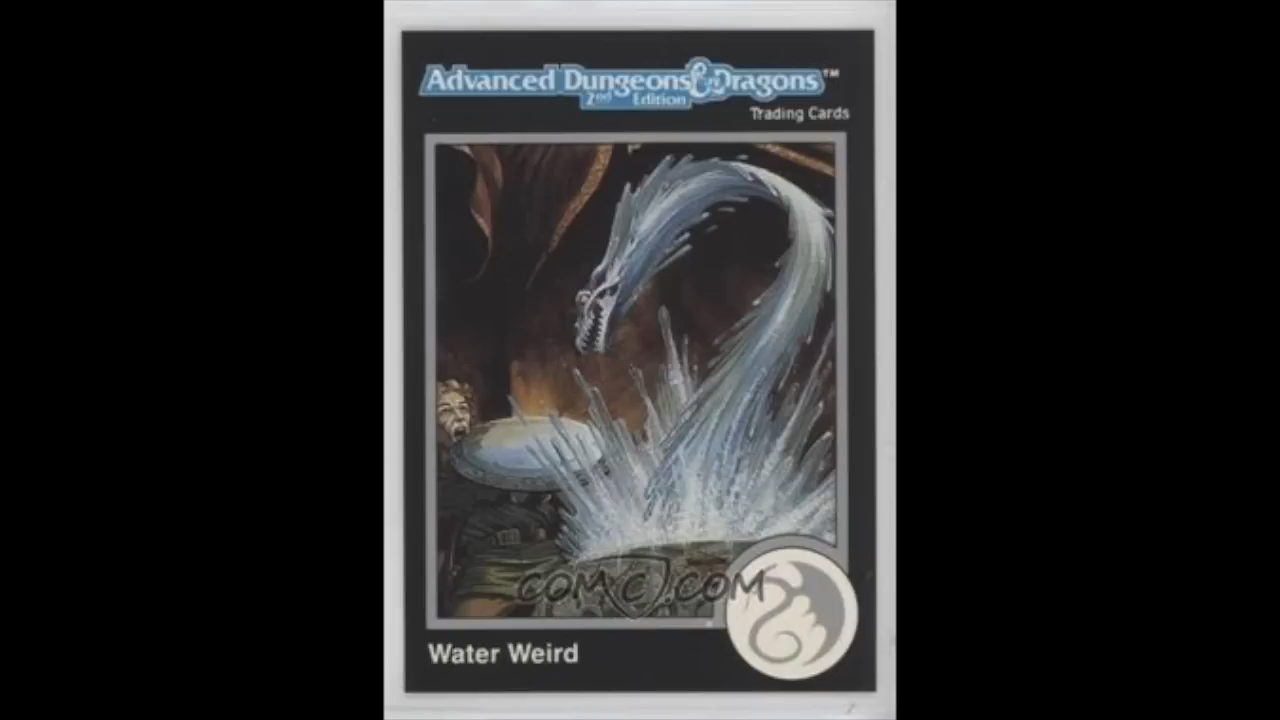 Advanced Dungeons & Dragons™
2nd Edition
Trading Cards
COMC.COM
Water Weird